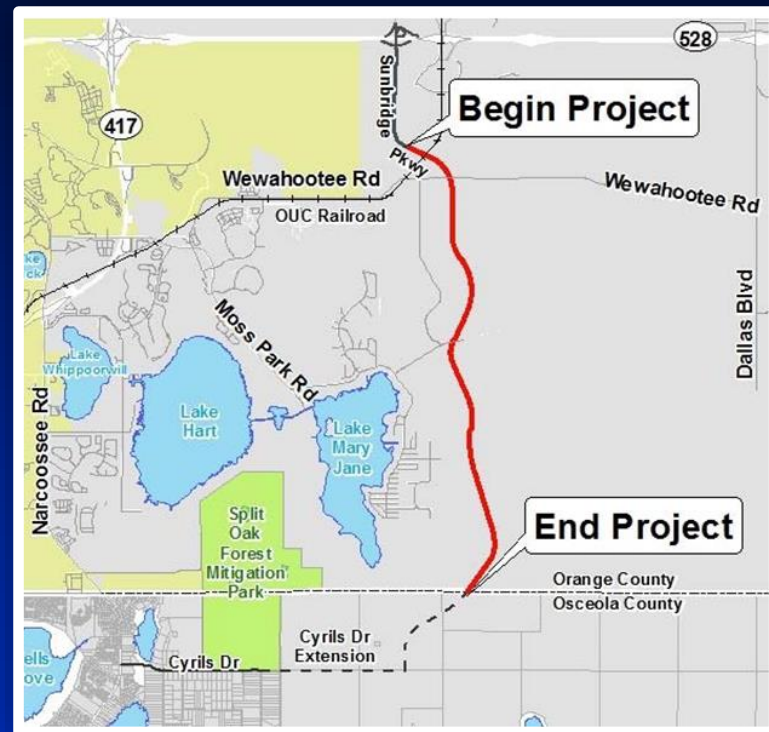 528
Sunbridge
Pkwy
Begin Project
417
Wewahootee Rd
OUC Railroad
Wewahootee Rd
Dallas Blvd
Moss Park Rd
Lake
Whippoorwill
Lake
Hart
Lake
Mary
Jane
Narcoossee Rd
Split
Oak
Forest
Mitigation
Park
End Project
Orange County
Osceola County
Cyrils Dr
Extension
Cyrils Dr